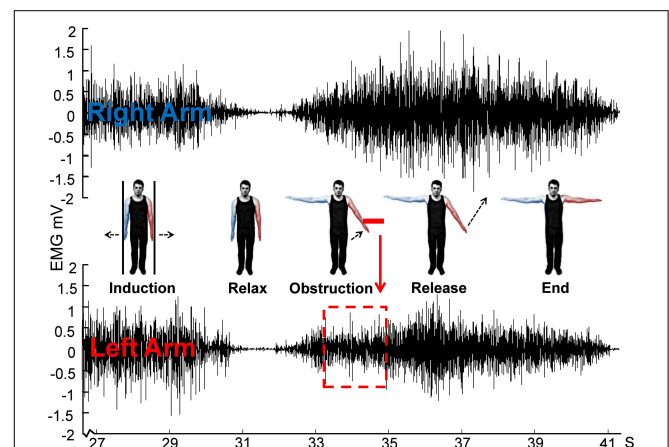 2
1.5
1
0.5
0
-0.5
-1
-1.5
-2
Right Arm
EMG mV
Induction
Relax
Obstruction
Release
End
2
1.5
1
0.5
0
-0.5
-1
-1.5
-2
Left Arm
27 29 31 33 35 37 39 41 S